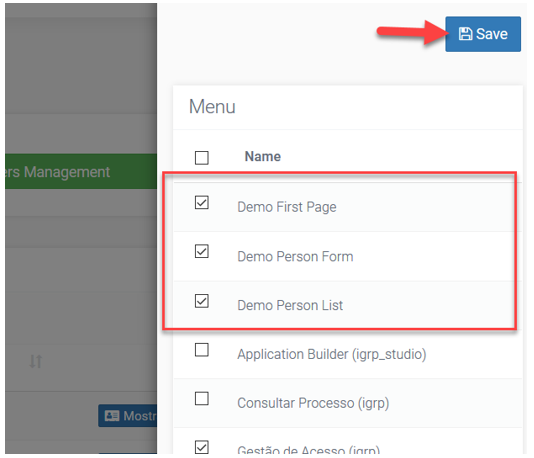 Save
Menu
Name
ers Management
Demo First Page
Demo Person Form
Demo Person List
Application Builder (igrp_studio)
Consultar Processo (igrp)
Mostr
Gestão de Acesso (igrp)